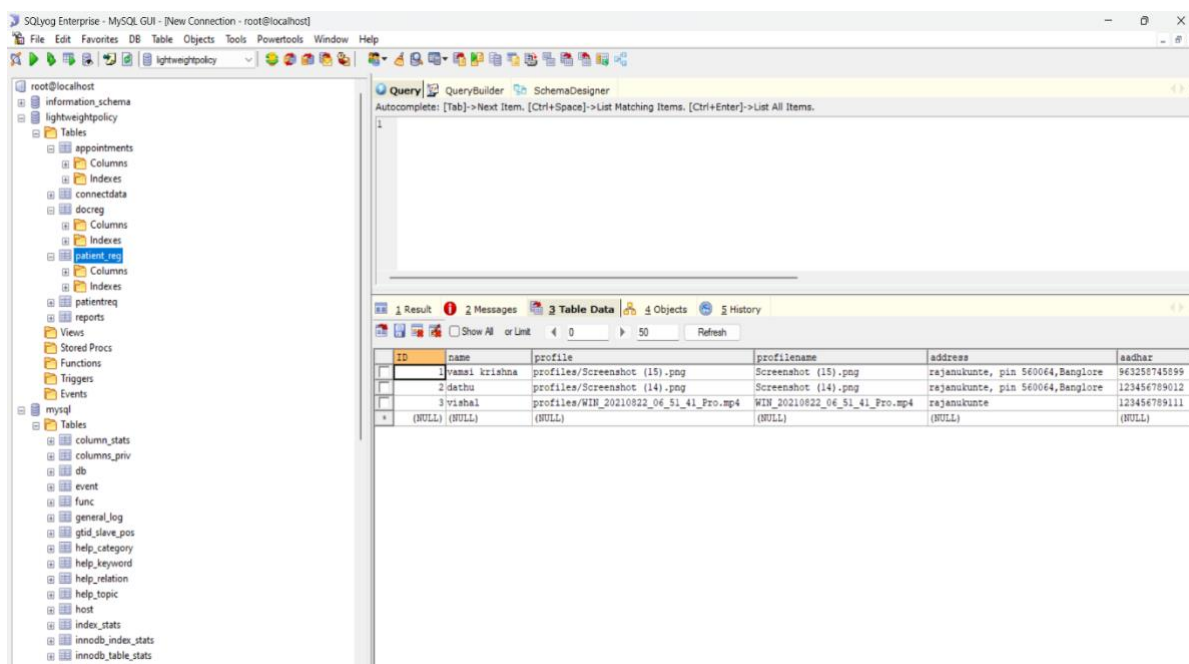 SQLyog Enterprise - MySQL GUI - [New Connection - root@localhost]
File Edit Favorites DB Table Objects Tools Powertools Window Help
lightweightpolicy
root@localhost
information_schema
lightweightpolicy
Tables
appointments
Columns
Indexes
connectdata
docreg
Columns
Indexes
patient_reg
Columns
Indexes
patientreq
reports
Views
Stored Procs
Functions
Triggers
Events
mysql
Tables
column_stats
columns_priv
db
event
func
general_log
gtid_slave_pos
help_category
help_keyword
help_relation
help_topic
host
index_stats
innodb_index_stats
innodb_table_stats
Query QueryBuilder SchemaDesigner
Autocomplete: [Tab]->Next Item. [Ctrl+Space]->List Matching Items. [Ctrl+Enter]->List All Items.
1
1 Result 2 Messages 3 Table Data 4 Objects 5 History
Show All or Limit 0 50 Refresh
ID name profile profilename address aadhar
1 vamsi krishna profiles/Screenshot (15).png Screenshot (15).png rajanukunte, pin 560064,Banglore 963258745899
2 dathu profiles/Screenshot (14).png Screenshot (14).png rajanukunte, pin 560064,Banglore 123456789012
3 vishal profiles/WIN_20210822_06_51_41_Pro.mp4 WIN_20210822_06_51_41_Pro.mp4 rajanukunte 123456789111
* (NULL) (NULL) (NULL) (NULL) (NULL) (NULL)